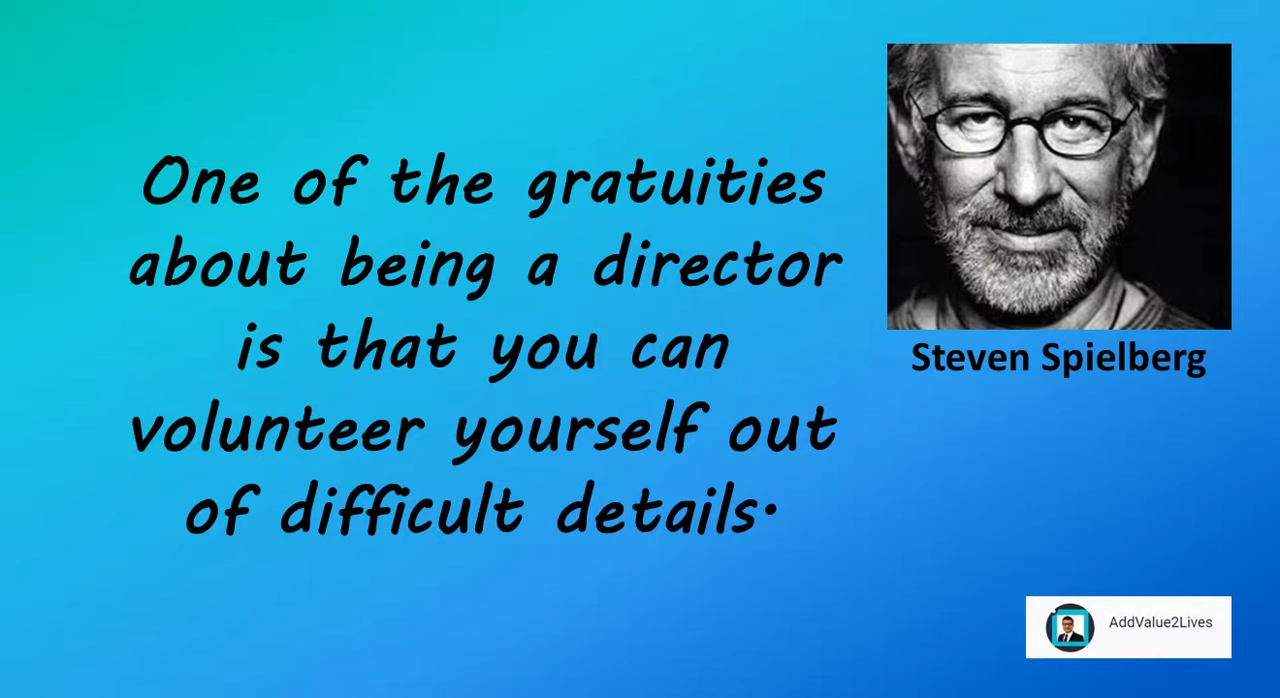 One of the gratuities
about being a director
is that you can
volunteer yourself out
of difficult details.
Steven Spielberg
AddValue2Lives